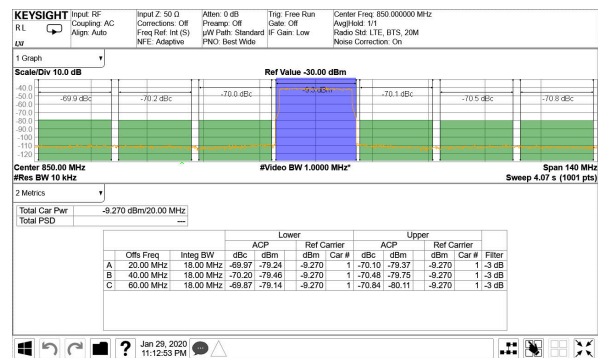 KEYSIGHT Input: RF Input Z: 50 Ω Atten: 0 dB Trig: Free Run Center Freq: 850.000000 MHz
RL Coupling: AC Corrections: Off Preamp: Off Gate: Off Avg|Hold: 1/1
Align: Auto Freq Ref: Int (S) µW Path: Standard IF Gain: Low Radio Std: LTE, BTS, 20M
LXI NFE: Adaptive PNO: Best Wide Noise Correction: On
1 Graph
Scale/Div 10.0 dB Ref Value -30.00 dBm
-40.0
-50.0
-60.0
-70.0
-80.0
-90.0
-100
-110
-120
-69.9 dBc -70.2 dBc -70.0 dBc -9.3 dBm -70.1 dBc -70.5 dBc -70.8 dBc
Center 850.00 MHz #Video BW 1.0000 MHz* Span 140 MHz
#Res BW 10 kHz Sweep 4.07 s (1001 pts)
2 Metrics
Total Car Pwr -9.270 dBm/20.00 MHz
Total PSD ---
Lower Upper
ACP Ref Carrier ACP Ref Carrier
Offs Freq Integ BW dBc dBm dBm Car # dBc dBm dBm Car # Filter
A 20.00 MHz 18.00 MHz -69.97 -79.24 -9.270 1 -70.10 -79.37 -9.270 1 -3 dB
B 40.00 MHz 18.00 MHz -70.20 -79.46 -9.270 1 -70.48 -79.75 -9.270 1 -3 dB
C 60.00 MHz 18.00 MHz -69.87 -79.14 -9.270 1 -70.84 -80.11 -9.270 1 -3 dB
? Jan 29, 2020
11:12:53 PM